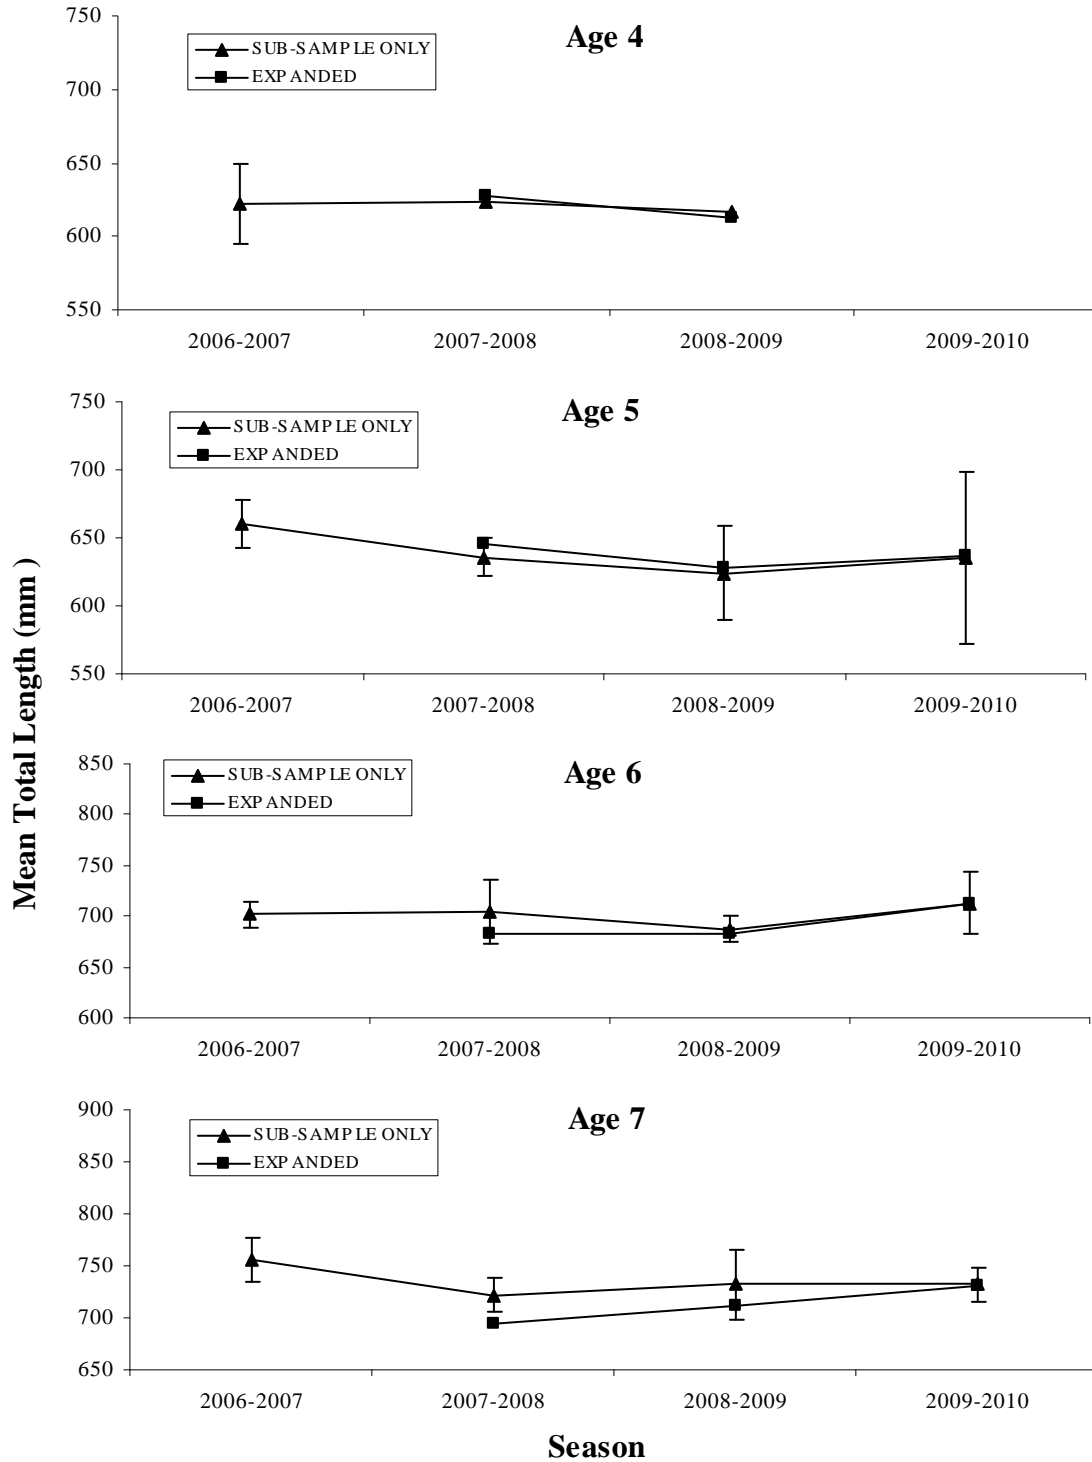 Age 4
SUB-SAMPLE ONLY
EXPANDED
750
700
650
600
550
2006-2007 2007-2008 2008-2009 2009-2010
Age 5
SUB-SAMPLE ONLY
EXPANDED
750
700
650
600
550
2006-2007 2007-2008 2008-2009 2009-2010
Mean Total Length (mm )
Age 6
SUB-SAMPLE ONLY
EXPANDED
850
800
750
700
650
600
2006-2007 2007-2008 2008-2009 2009-2010
Age 7
SUB-SAMPLE ONLY
EXPANDED
900
850
800
750
700
650
2006-2007 2007-2008 2008-2009 2009-2010
Season